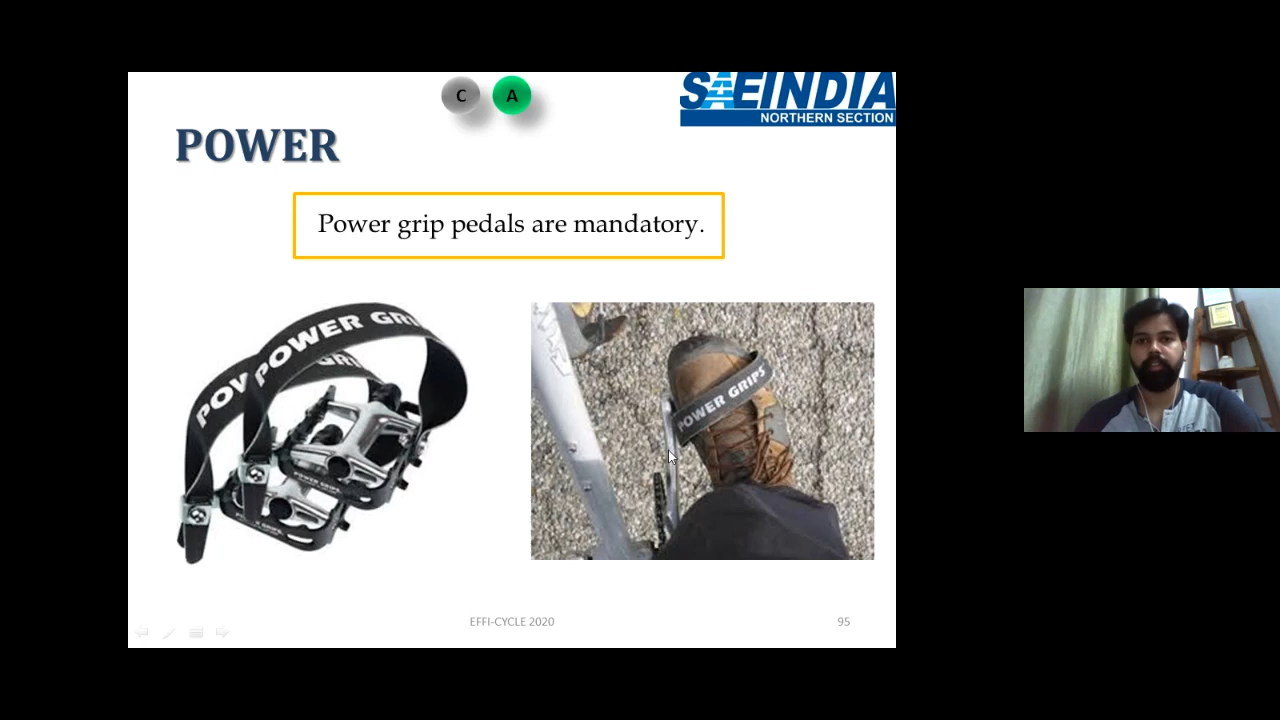 C A
SAEINDIA
NORTHERN SECTION
POWER
Power grip pedals are mandatory.
POWER GRIPS
POWER GRIPS
EFFI-CYCLE 2020
95